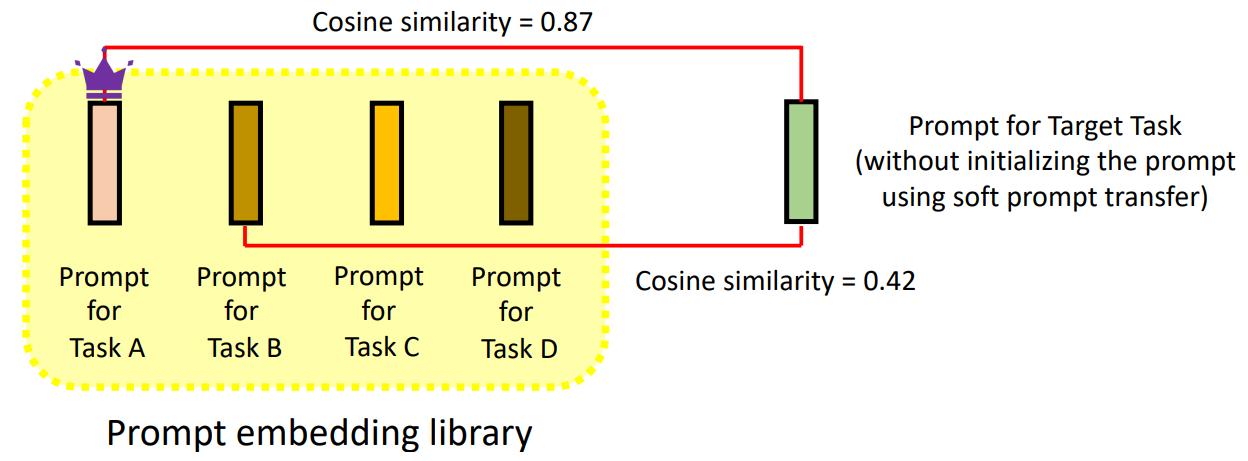 Cosine similarity = 0.87
Prompt for Target Task
(without initializing the prompt
using soft prompt transfer)
Prompt
for
Task A
Prompt
for
Task B
Prompt
for
Task C
Prompt
for
Task D
Cosine similarity = 0.42
Prompt embedding library